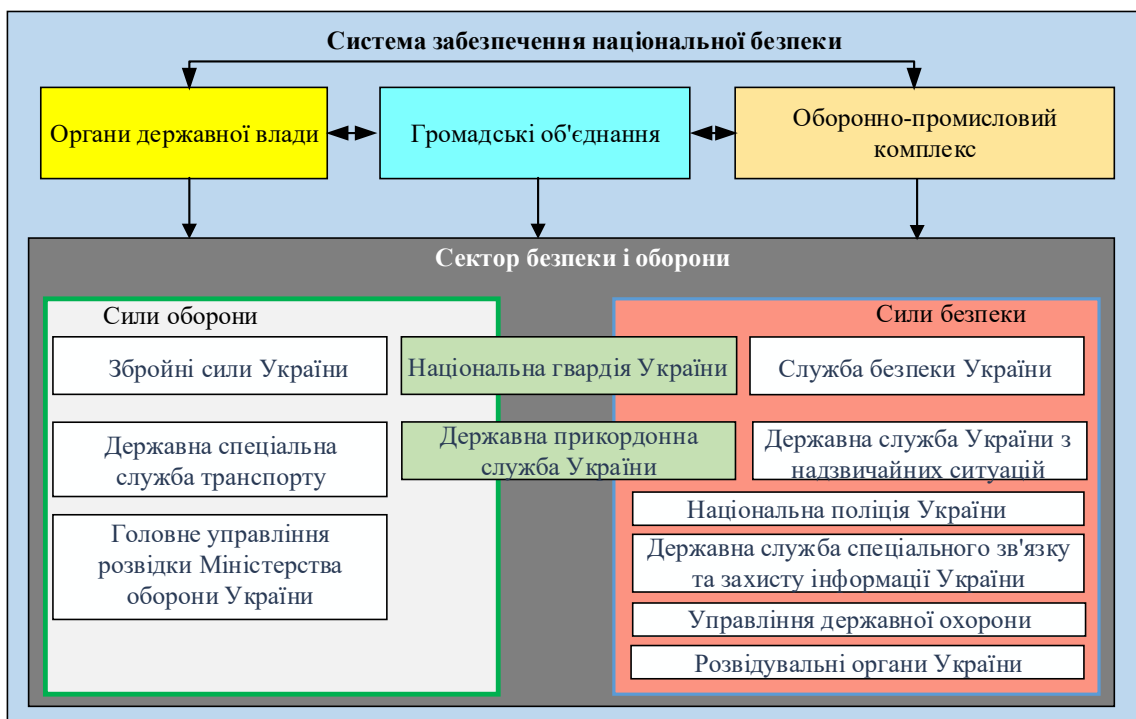 Система забезпечення національної безпеки
Органи державної влади
Громадські об'єднання
Оборонно-промисловий
комплекс
Сектор безпеки і оборони
Сили оборони
Збройні сили України
Державна спеціальна
служба транспорту
Головне управління
розвідки Міністерства
оборони України
Національна гвардія України
Державна прикордонна
служба України
Сили безпеки
Служба безпеки України
Державна служба України з
надзвичайних ситуацій
Національна поліція України
Державна служба спеціального зв'язку
та захисту інформації України
Управління державної охорони
Розвідувальні органи України